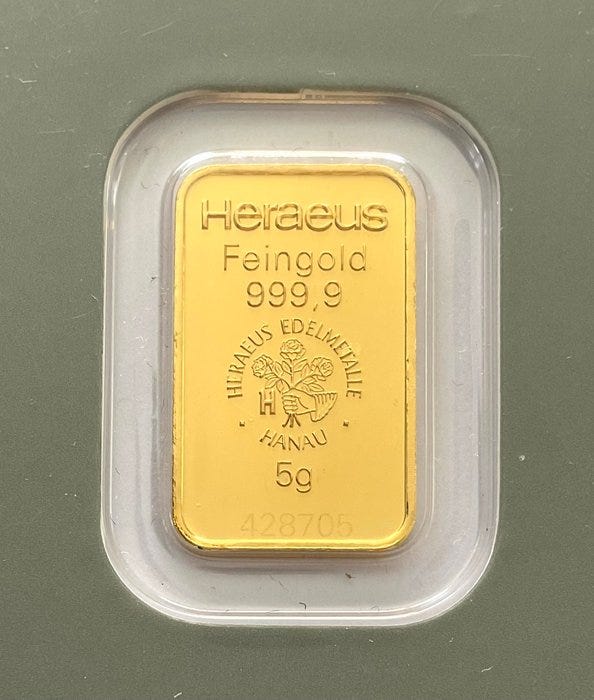 Heraeus
Feingold
999,9
HERAEUS EDELMETALLE
H
· HANAU ·
5g
428705